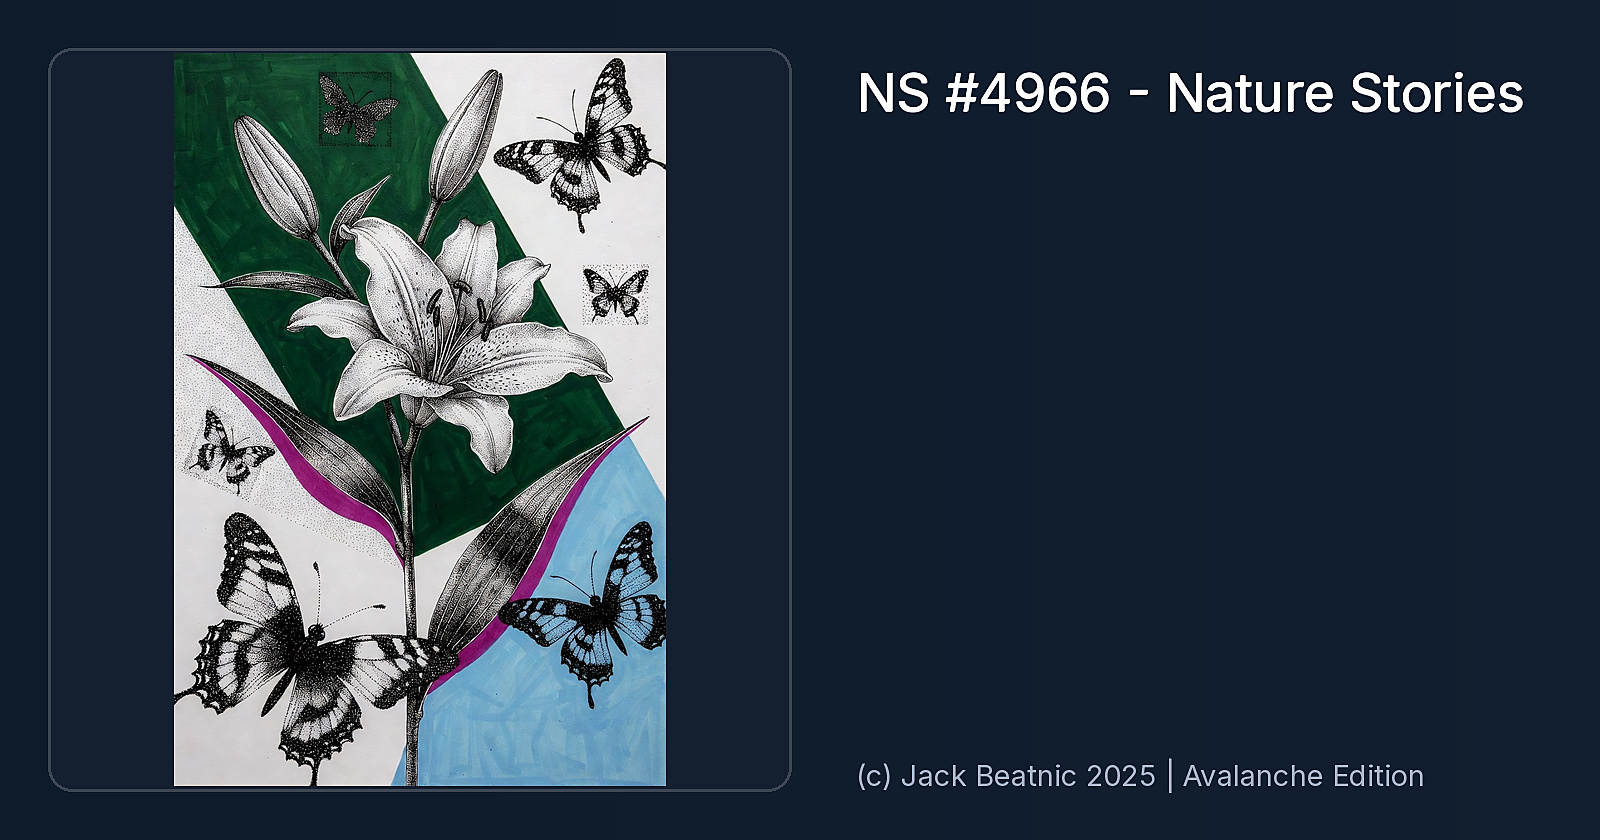 NS #4966 - Nature Stories
(c) Jack Beatnic 2025 | Avalanche Edition